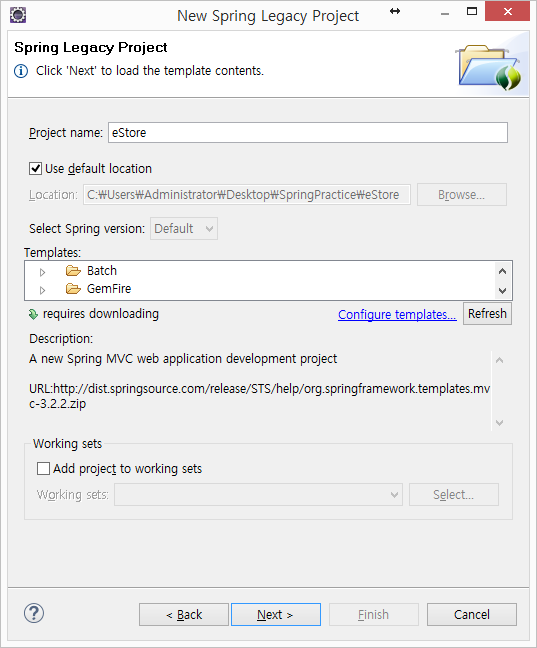 New Spring Legacy Project
Spring Legacy Project
Click 'Next' to load the template contents.
Project name: eStore
Use default location
Location: C:₩Users₩Administrator₩Desktop₩SpringPractice₩eStore Browse...
Select Spring version: Default
Templates:
Batch
GemFire
requires downloading Configure templates... Refresh
Description:
A new Spring MVC web application development project
URL:http://dist.springsource.com/release/STS/help/org.springframework.templates.mv
c-3.2.2.zip
Working sets
Add project to working sets
Working sets: Select...
? < Back Next > Finish Cancel